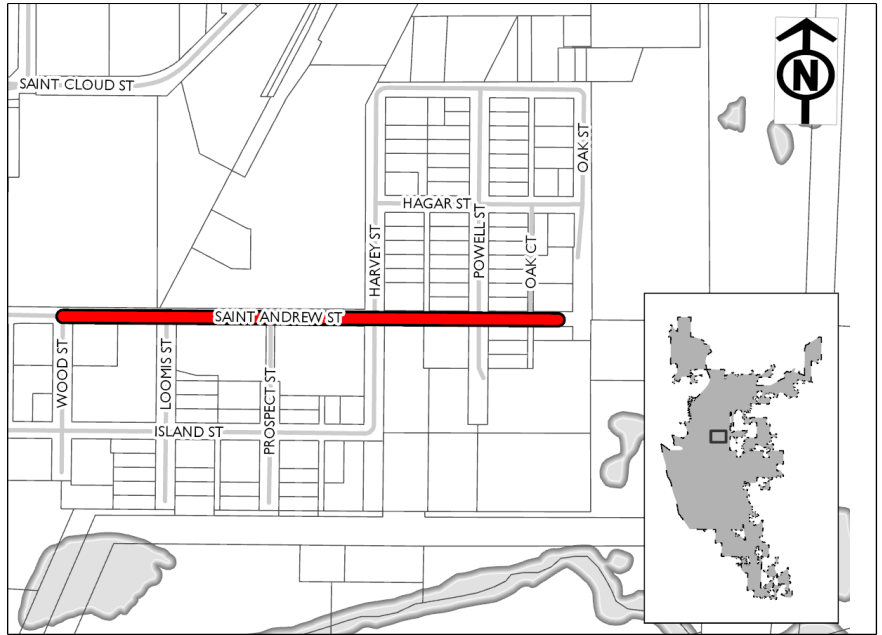 N
SAINT CLOUD ST
OAK ST
HAGAR ST
POWELL ST
HARVEY ST
OAK CT
SAINT ANDREW ST
WOOD ST
LOOMIS ST
PROSPECT ST
ISLAND ST